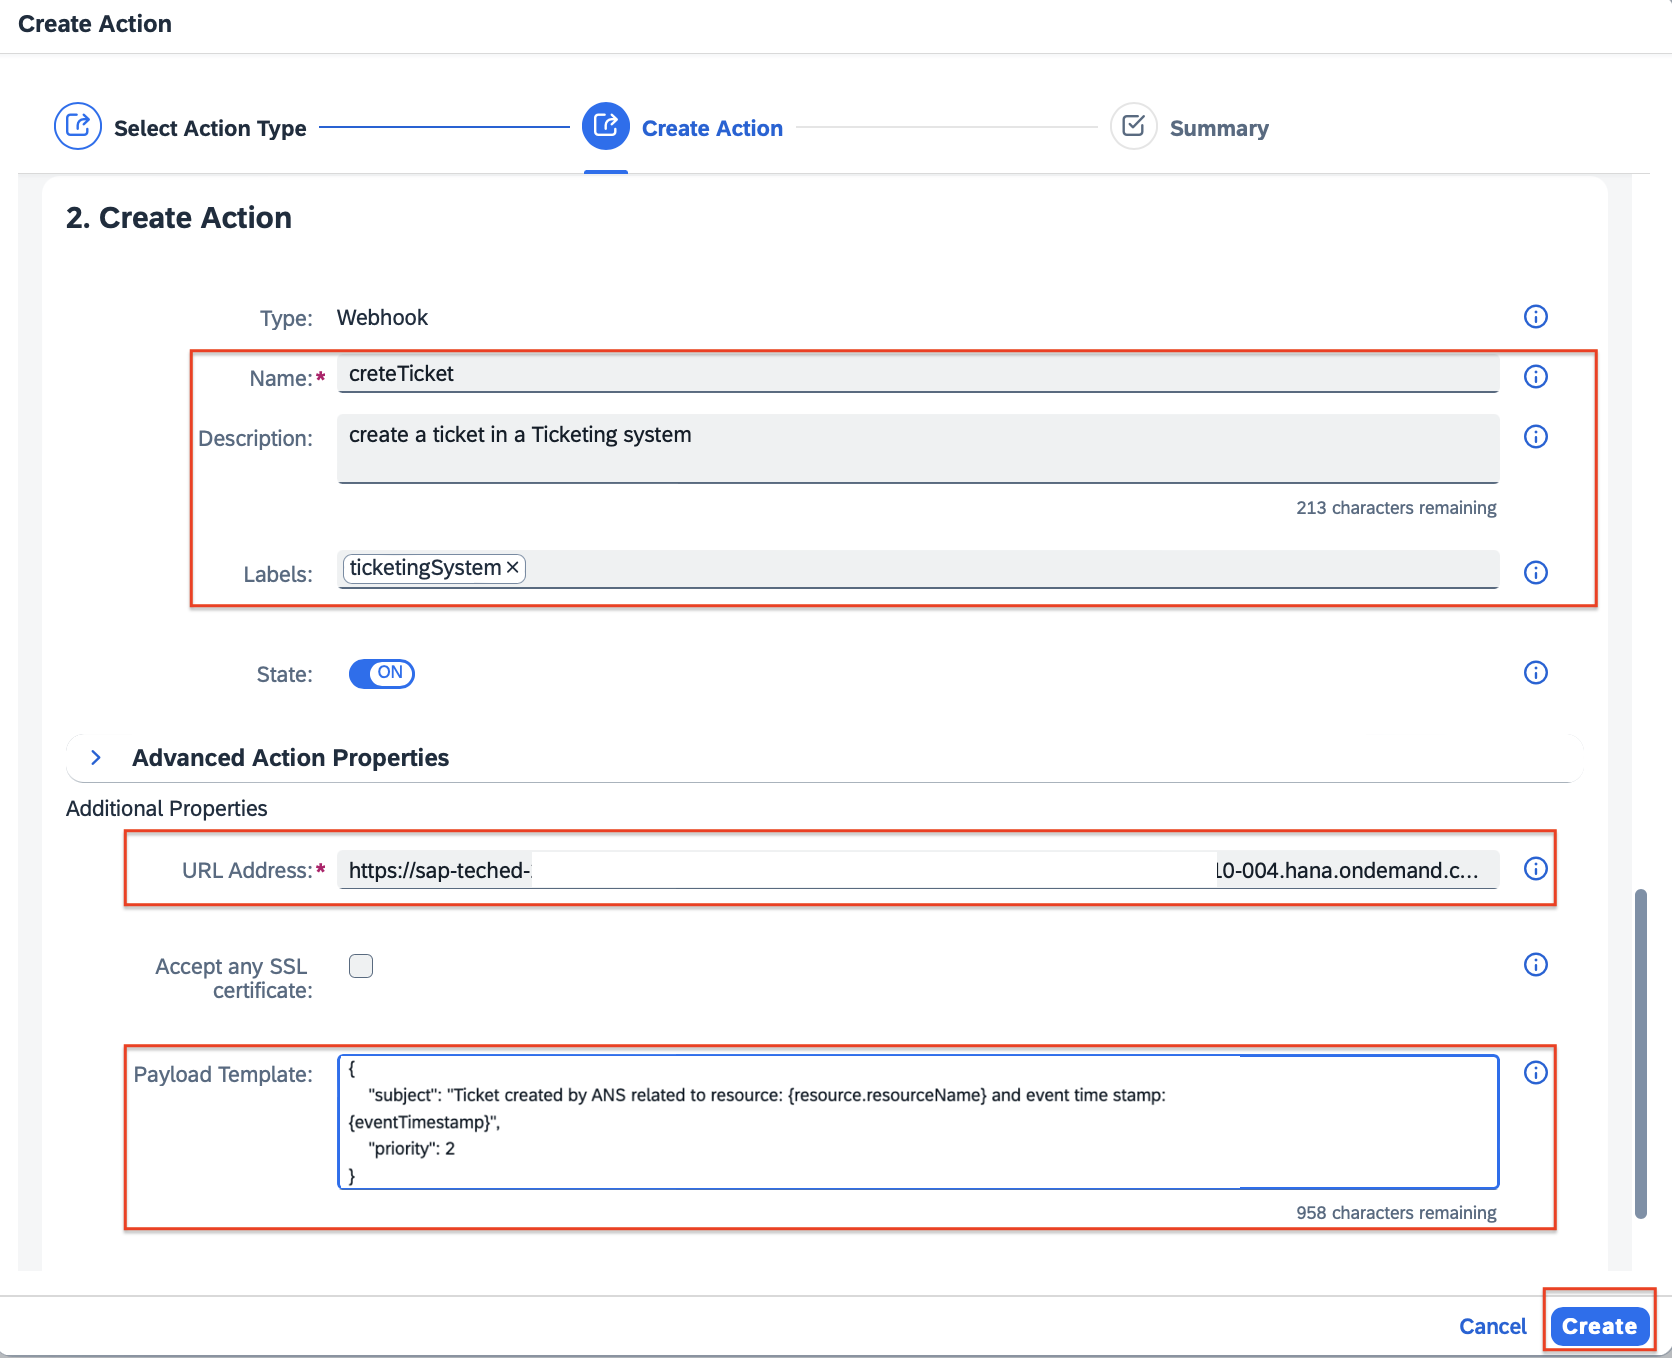 Create Action
Select Action Type
Create Action
Summary
2. Create Action
Type: Webhook
Name:* creteTicket
Description: create a ticket in a Ticketing system
213 characters remaining
Labels: ticketingSystem ×
State: ON
Advanced Action Properties
Additional Properties
URL Address:* https://sap-teched- 10-004.hana.ondemand.c...
Accept any SSL
certificate:
Payload Template: {
"subject": "Ticket created by ANS related to resource: {resource.resourceName} and event time stamp:
{eventTimestamp}",
"priority": 2
}
958 characters remaining
Cancel
Create